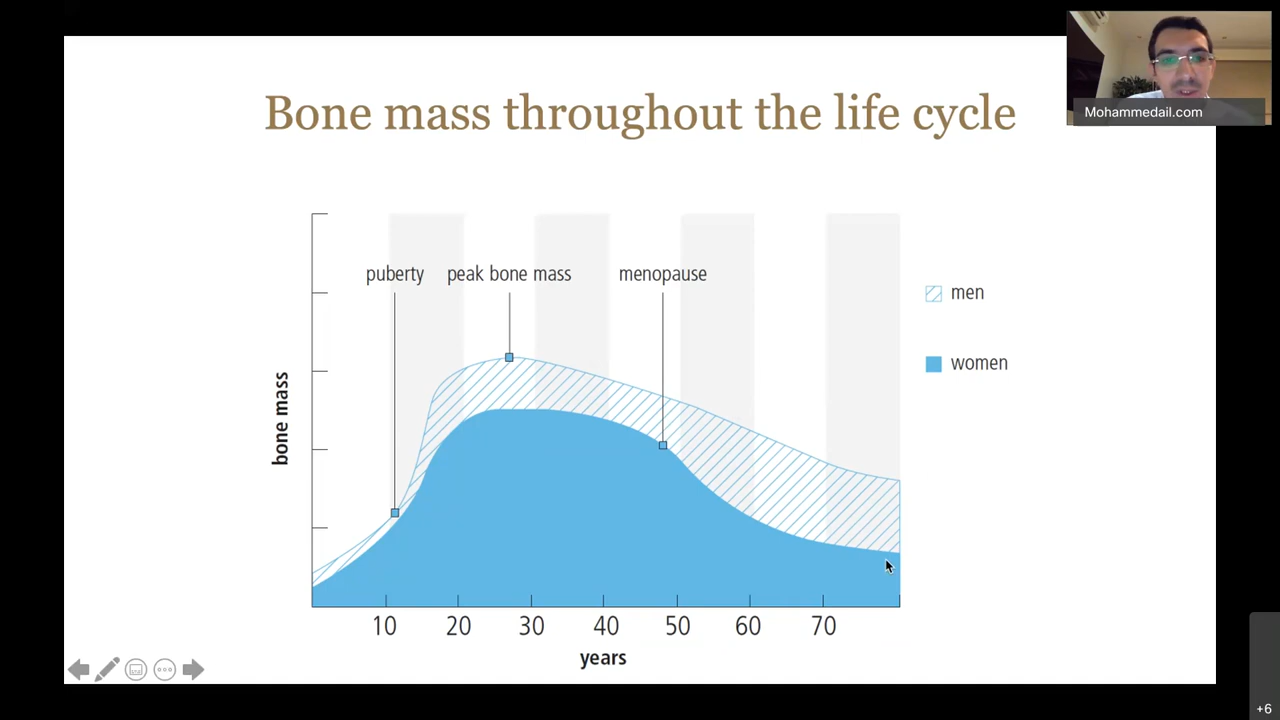 Mohammedail.com
Bone mass throughout the life cycle
puberty peak bone mass menopause
men
women
bone mass
10 20 30 40 50 60 70
years
+6